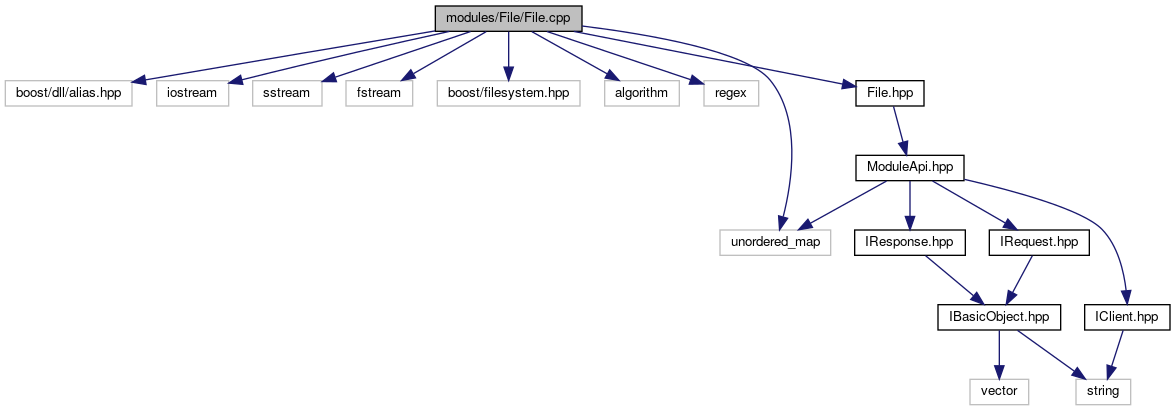 modules/File/File.cpp
boost/dll/alias.hpp
iostream
sstream
fstream
boost/filesystem.hpp
algorithm
regex
File.hpp
ModuleApi.hpp
unordered_map
IResponse.hpp
IRequest.hpp
IBasicObject.hpp
IClient.hpp
vector
string